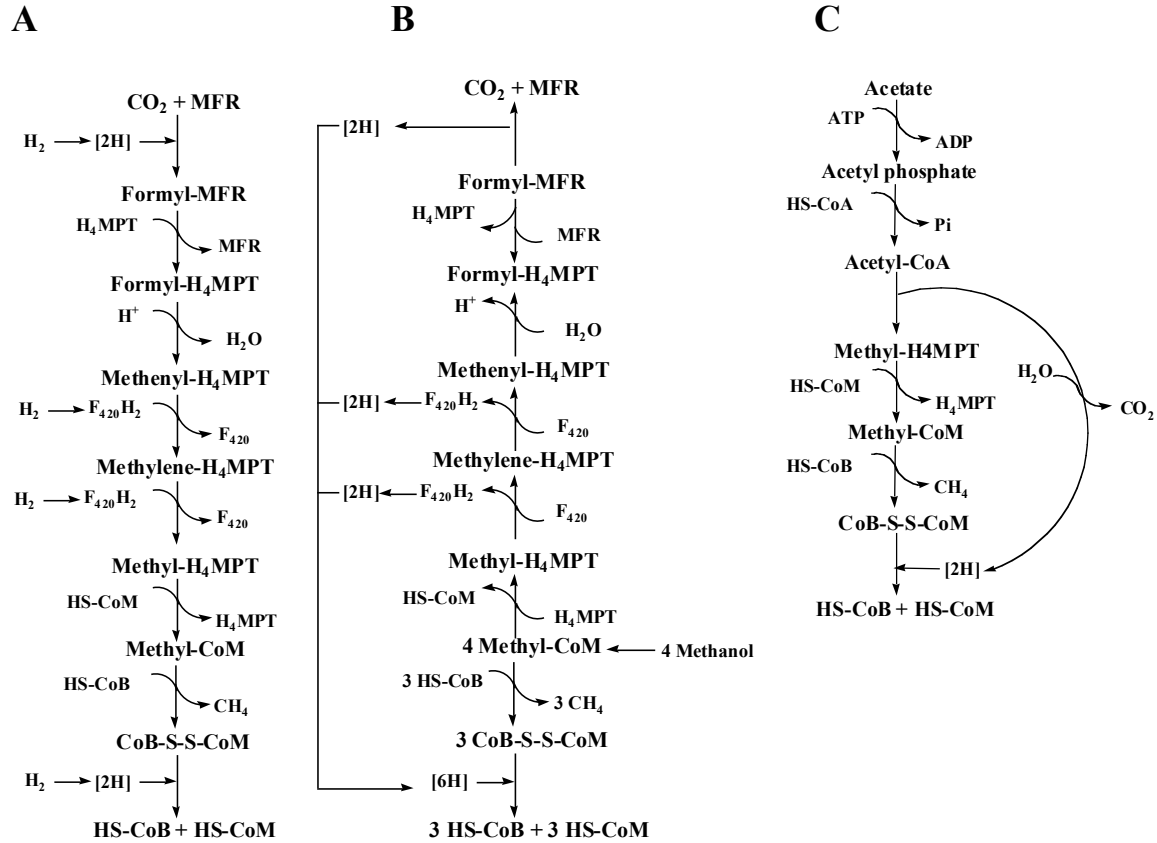 A
CO₂ + MFR
H₂
[2H]
Formyl-MFR
H₄MPT
MFR
Formyl-H₄MPT
H⁺
H₂O
Methenyl-H₄MPT
H₂
F₄₂₀H₂
F₄₂₀
Methylene-H₄MPT
H₂
F₄₂₀H₂
F₄₂₀
Methyl-H₄MPT
HS-CoM
H₄MPT
Methyl-CoM
HS-CoB
CH₄
CoB-S-S-CoM
H₂
[2H]
HS-CoB + HS-CoM
B
CO₂ + MFR
[2H]
Formyl-MFR
H₄MPT
MFR
Formyl-H₄MPT
H⁺
H₂O
Methenyl-H₄MPT
[2H]
F₄₂₀H₂
F₄₂₀
Methylene-H₄MPT
[2H]
F₄₂₀H₂
F₄₂₀
Methyl-H₄MPT
HS-CoM
H₄MPT
4 Methyl-CoM
4 Methanol
3 HS-CoB
3 CH₄
3 CoB-S-S-CoM
[6H]
3 HS-CoB + 3 HS-CoM
C
Acetate
ATP
ADP
Acetyl phosphate
HS-CoA
Pi
Acetyl-CoA
Methyl-H4MPT
H₂O
CO₂
HS-CoM
H₄MPT
Methyl-CoM
HS-CoB
CH₄
CoB-S-S-CoM
[2H]
HS-CoB + HS-CoM